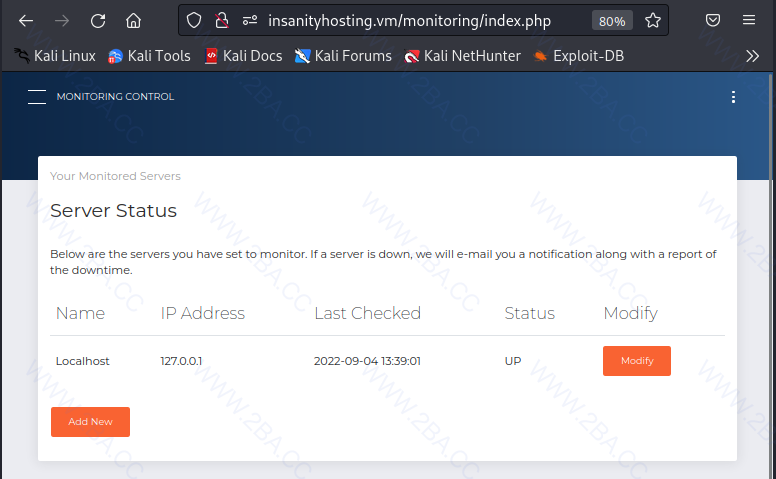 insanityhosting.vm/monitoring/index.php 80%
Kali Linux Kali Tools Kali Docs Kali Forums Kali NetHunter Exploit-DB
MONITORING CONTROL
Your Monitored Servers
Server Status
Below are the servers you have set to monitor. If a server is down, we will e-mail you a notification along with a report of
the downtime.
Name IP Address Last Checked Status Modify
Localhost 127.0.0.1 2022-09-04 13:39:01 UP Modify
Add New
WWW.2BA.CC